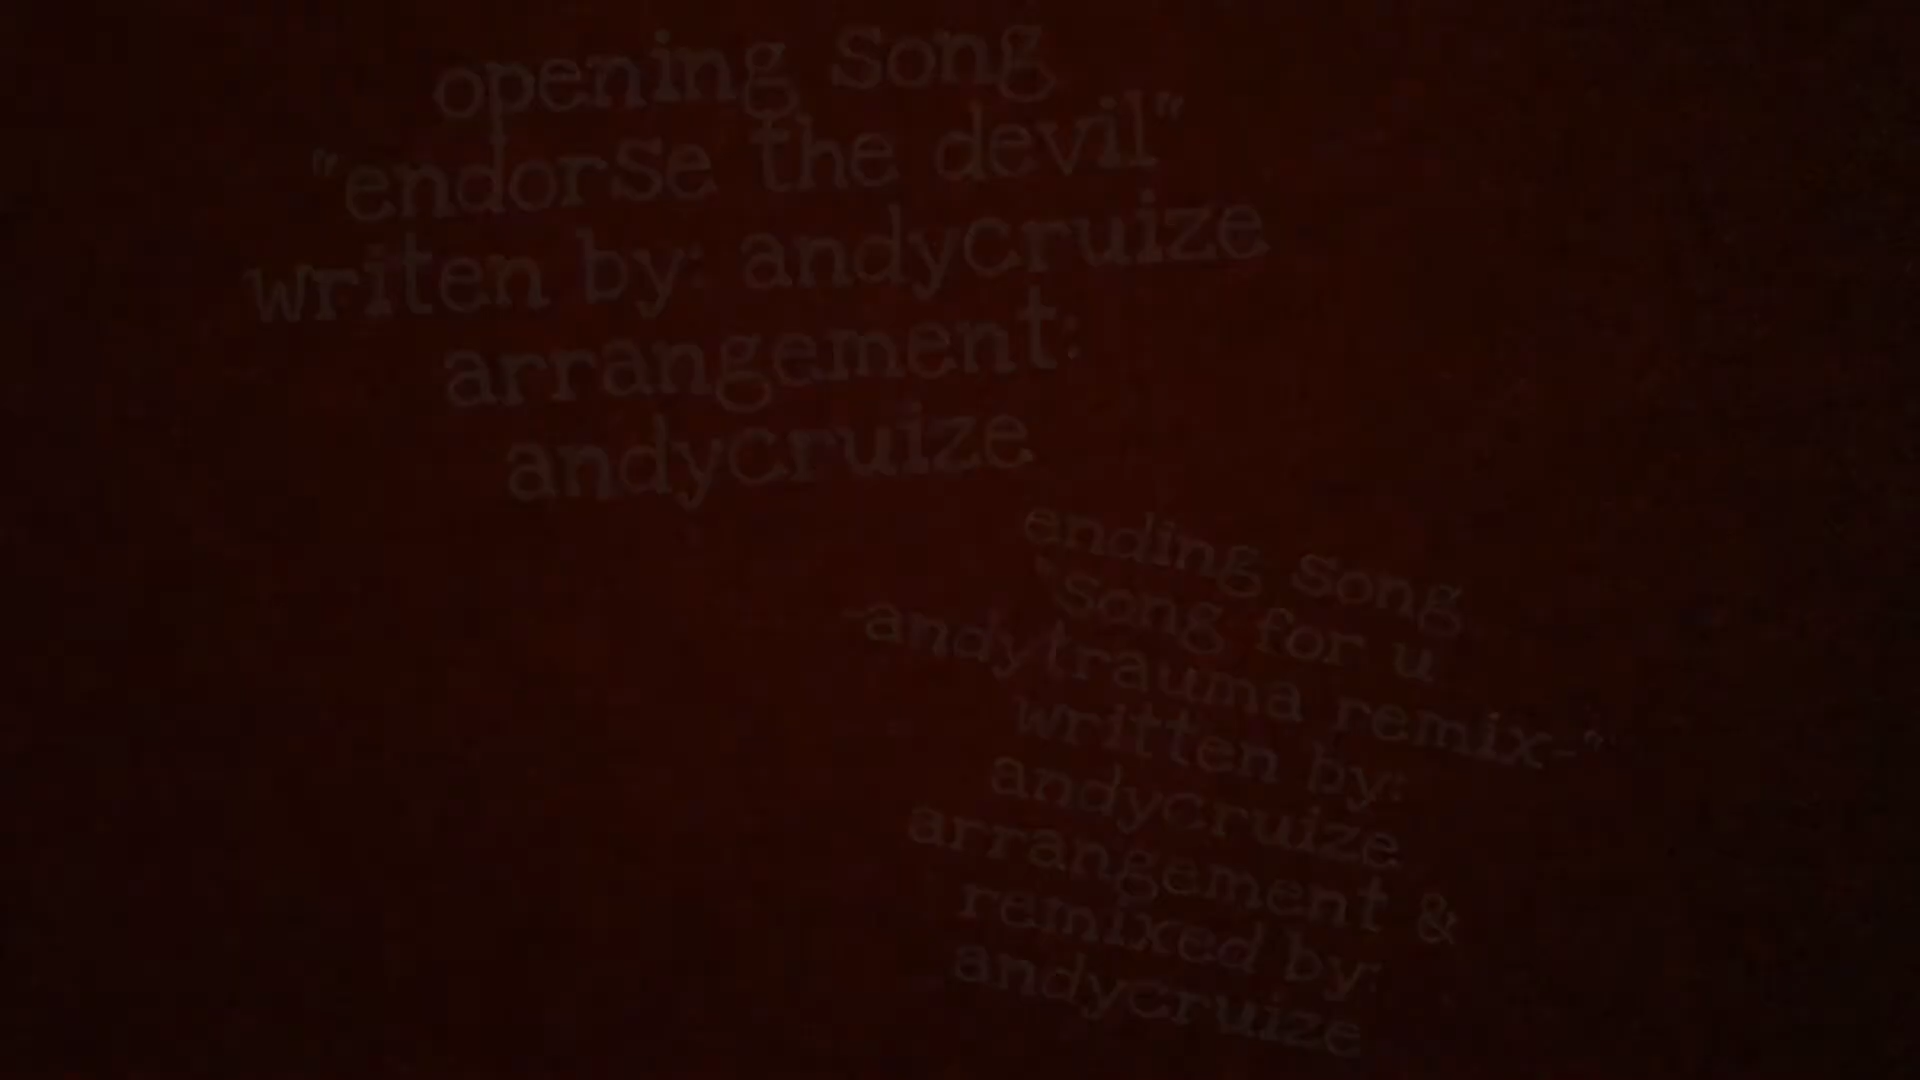 opening song
"endorse the devil"
writen by: andycruize
arrangement:
andycruize
ending song
"song for u
-andytrauma remix-"
written by:
andycruize
arrangement &
remixed by:
andycruize